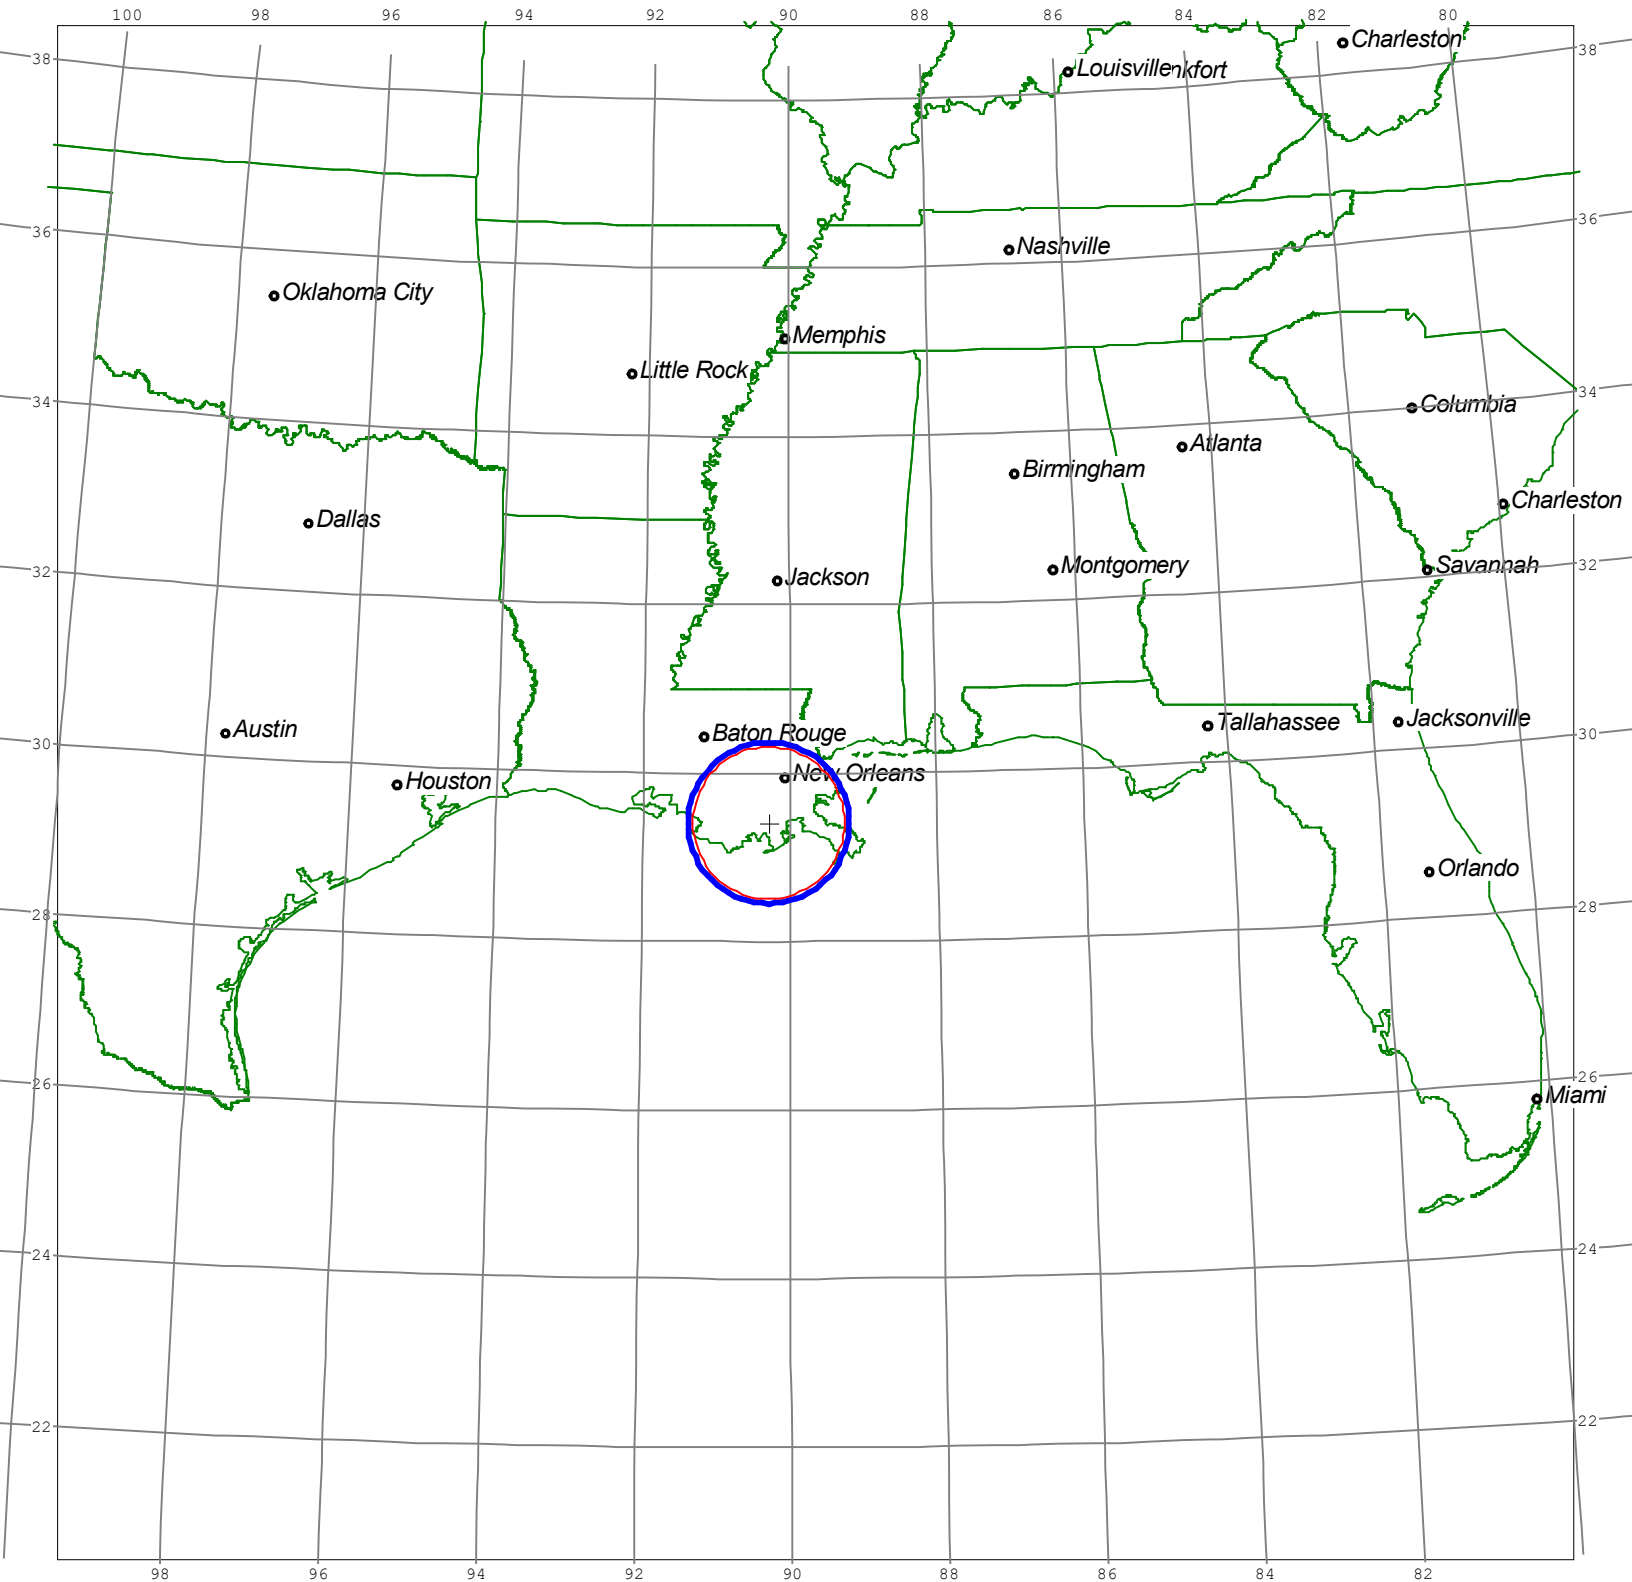 100 98 96 94 92 90 88 86 84 82 80
Charleston
38 38
Louisville nkfort
36 36
Nashville
Oklahoma City
Memphis
Little Rock
34 34
Columbia
Atlanta
Birmingham
Charleston
Dallas
Montgomery Savannah
32 32
Jackson
Tallahassee Jacksonville
Austin Baton Rouge
30 30
New Orleans
Houston
Orlando
28 28
26 26
Miami
24 24
22 22
98 96 94 92 90 88 86 84 82